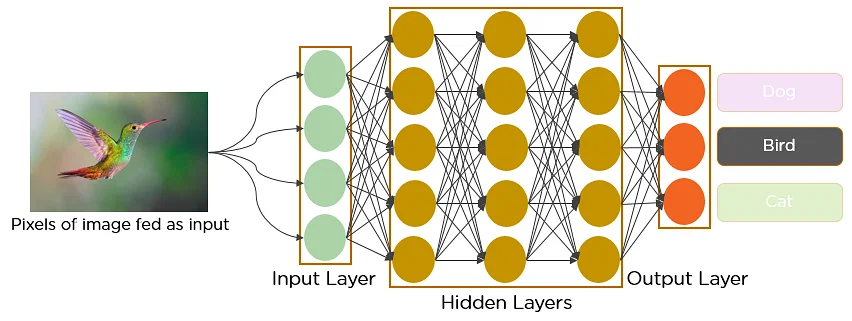 Dog
Bird
Cat
Pixels of image fed as input
Input Layer
Hidden Layers
Output Layer